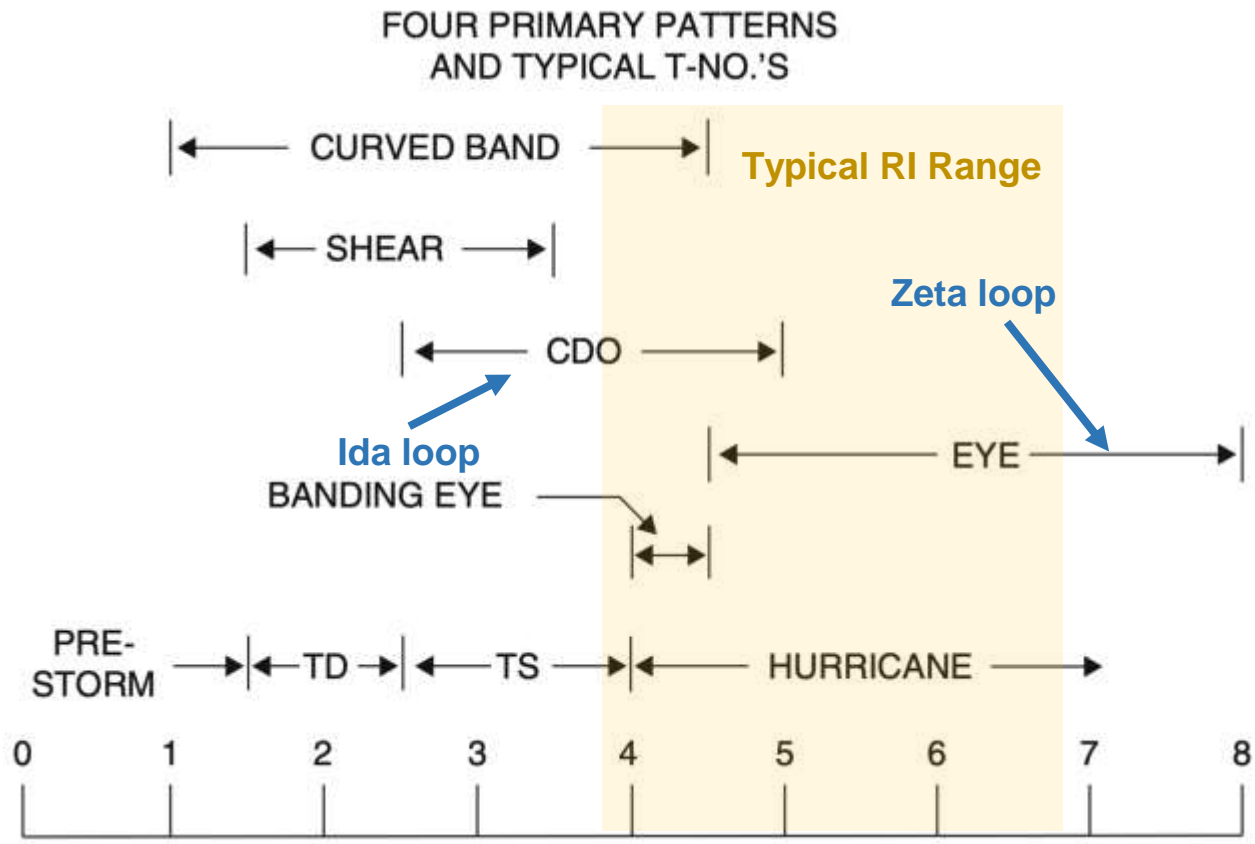 FOUR PRIMARY PATTERNS
AND TYPICAL T-NO.'S
CURVED BAND
Typical RI Range
SHEAR
Zeta loop
CDO
Ida loop
EYE
BANDING EYE
PRE-
STORM
TD
TS
HURRICANE
0 1 2 3 4 5 6 7 8